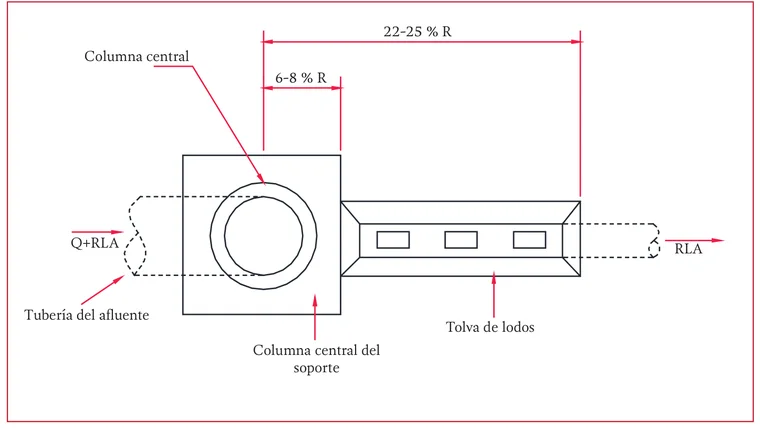 22-25 % R
Columna central
6-8 % R
Q+RLA
RLA
Tubería del afluente
Tolva de lodos
Columna central del
soporte